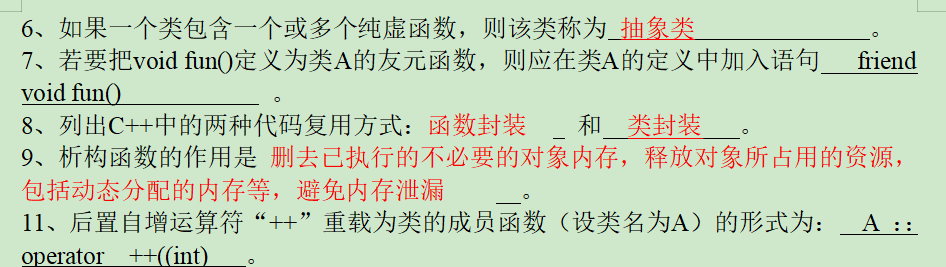 6、如果一个类包含一个或多个纯虚函数，则该类称为 抽象类 。
7、若要把void fun()定义为类A的友元函数，则应在类A的定义中加入语句 friend
void fun() 。
8、列出C++中的两种代码复用方式：函数封装 _ 和 类封装 。
9、析构函数的作用是 删去已执行的不必要的对象内存，释放对象所占用的资源，
包括动态分配的内存等，避免内存泄漏 __。
11、后置自增运算符“++”重载为类的成员函数（设类名为A）的形式为： A ::
operator ++((int) 。